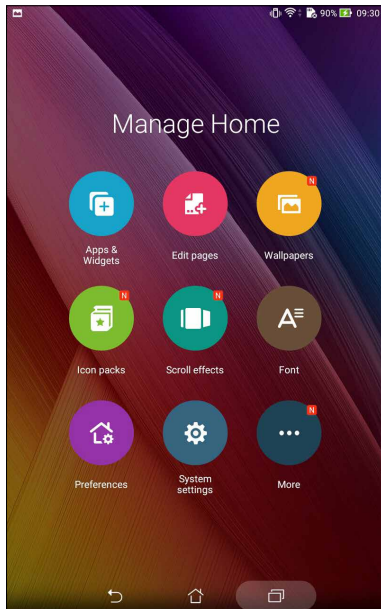 90% 09:30
Manage Home
N
Apps &
Widgets
Edit pages
Wallpapers
N
N
Icon packs
Scroll effects
A
Font
N
Preferences
System
settings
More